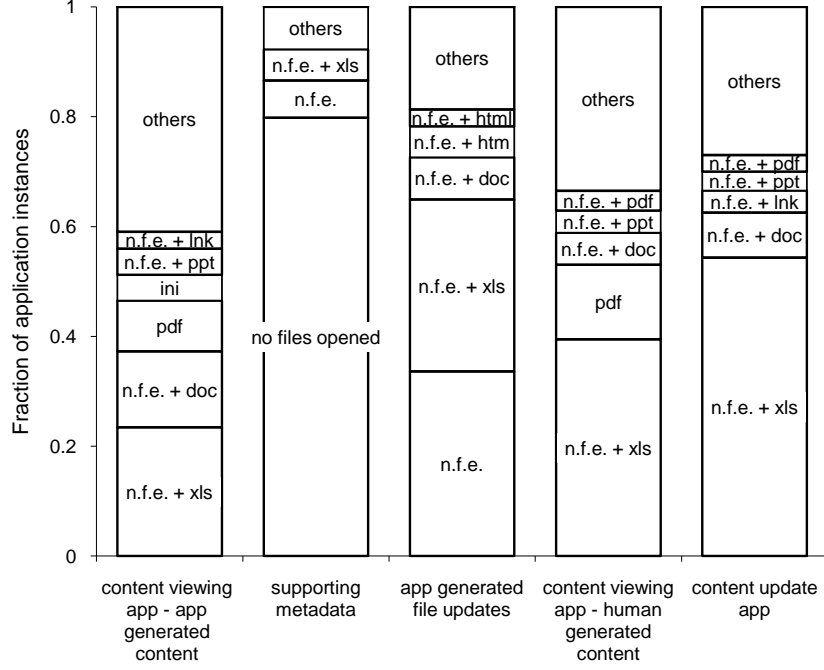 Fraction of application instances
1
0.8
0.6
0.4
0.2
0
others
n.f.e. + lnk
n.f.e. + ppt
ini
pdf
n.f.e. + doc
n.f.e. + xls
others
n.f.e. + xls
n.f.e.
no files opened
others
n.f.e. + html
n.f.e. + htm
n.f.e. + doc
n.f.e. + xls
n.f.e.
others
n.f.e. + pdf
n.f.e. + ppt
n.f.e. + doc
pdf
n.f.e. + xls
others
n.f.e. + pdf
n.f.e. + ppt
n.f.e. + lnk
n.f.e. + doc
n.f.e. + xls
content viewing
app - app
generated
content
supporting
metadata
app generated
file updates
content viewing
app - human
generated
content
content update
app